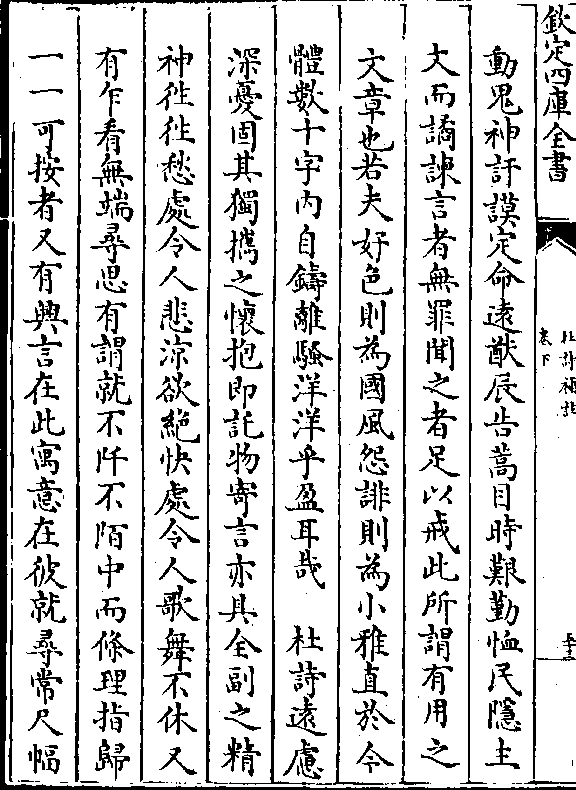 欽定四庫全書
卷下
動鬼神訏謨定命遠猷辰告蒿目時艱勤恤民隱主
文而譎諫言者無罪聞之者足以戒此所謂有用之
文章也若夫好色則為國風怨誹則為小雅直於今
體數十字内自鑄離騷洋洋乎盈耳哉　杜詩遠慮
深憂固其獨攜之懷抱即託物寄言亦具全副之精
神徃徃愁處令人悲涼欲絶快處令人歌舞不休又
有乍看無端尋思有謂就不阡不陌中而條理指歸
一一可按者又有興言在此寓意在彼就尋常尺幅